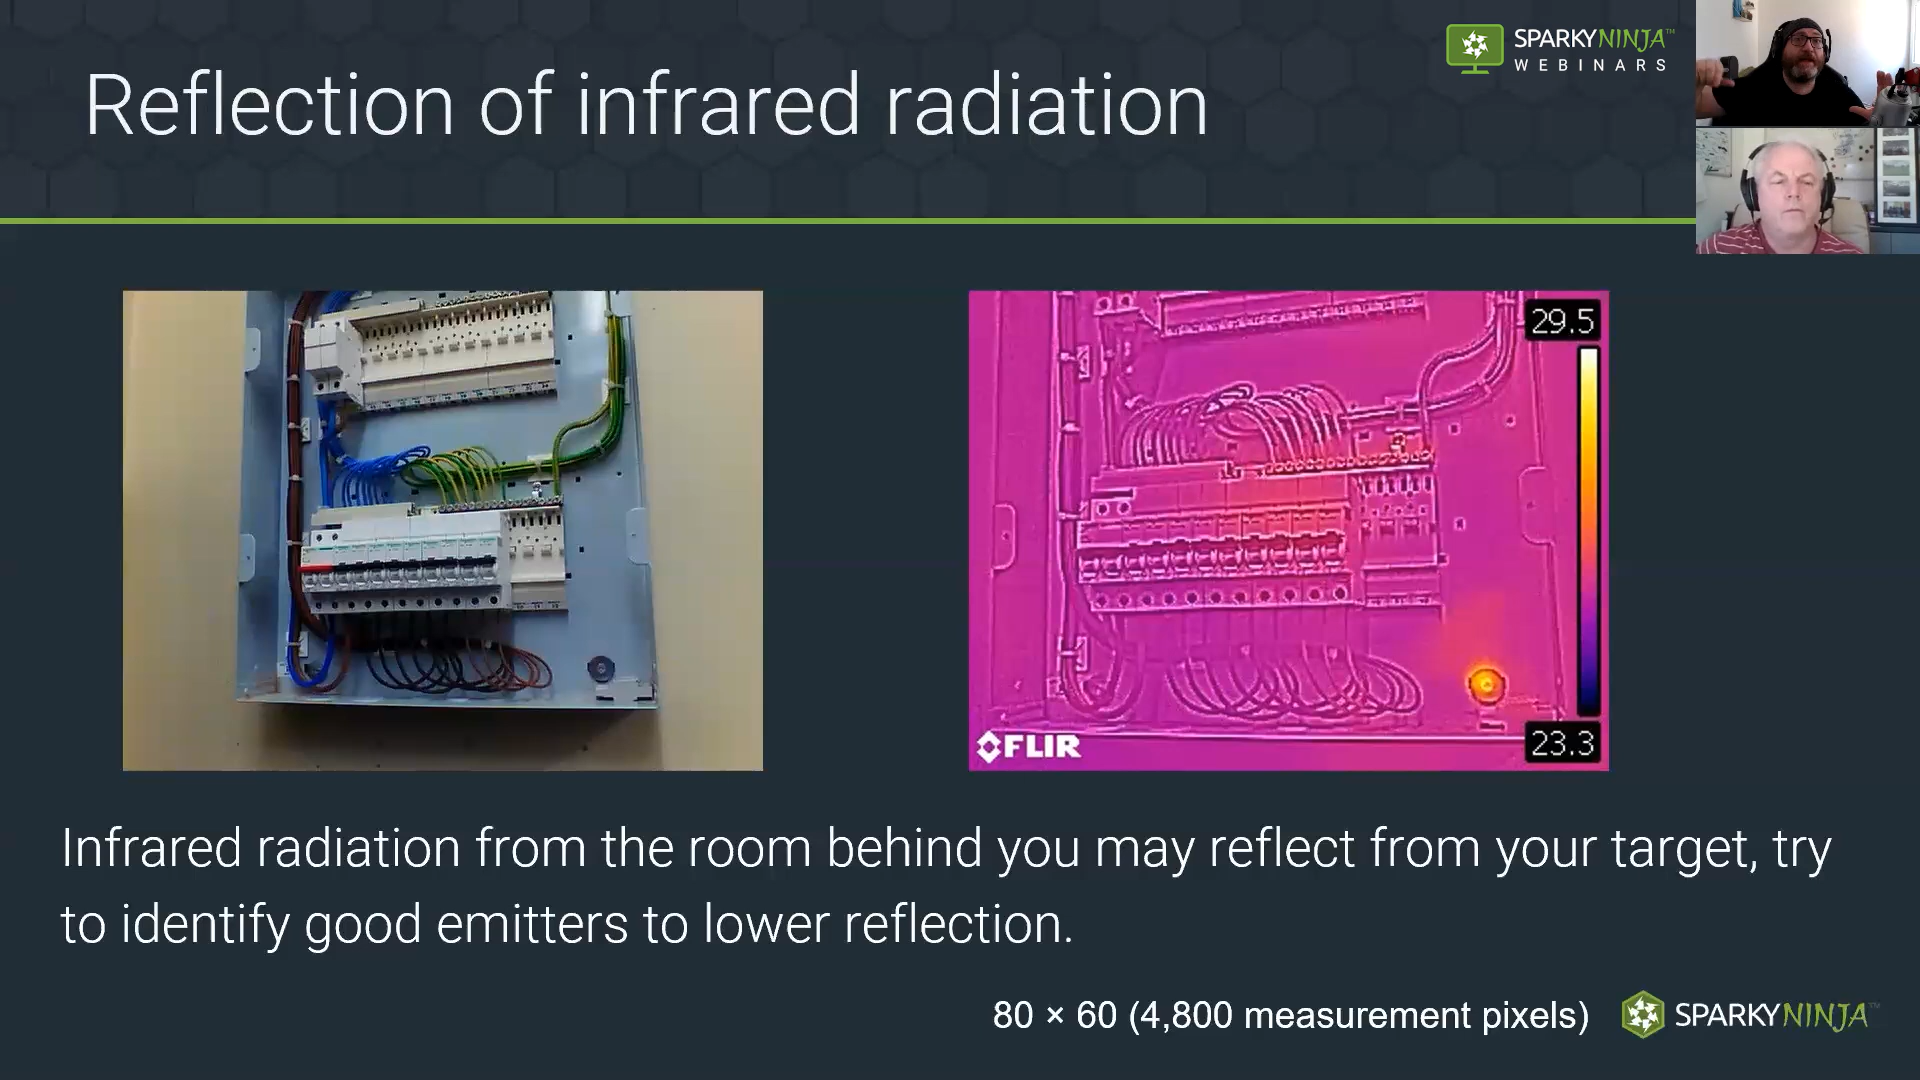 Reflection of infrared radiation
SPARKYNINJA™
WEBINARS
29.5
FLIR
23.3
Infrared radiation from the room behind you may reflect from your target, try
to identify good emitters to lower reflection.
80 × 60 (4,800 measurement pixels)
SPARKYNINJA™